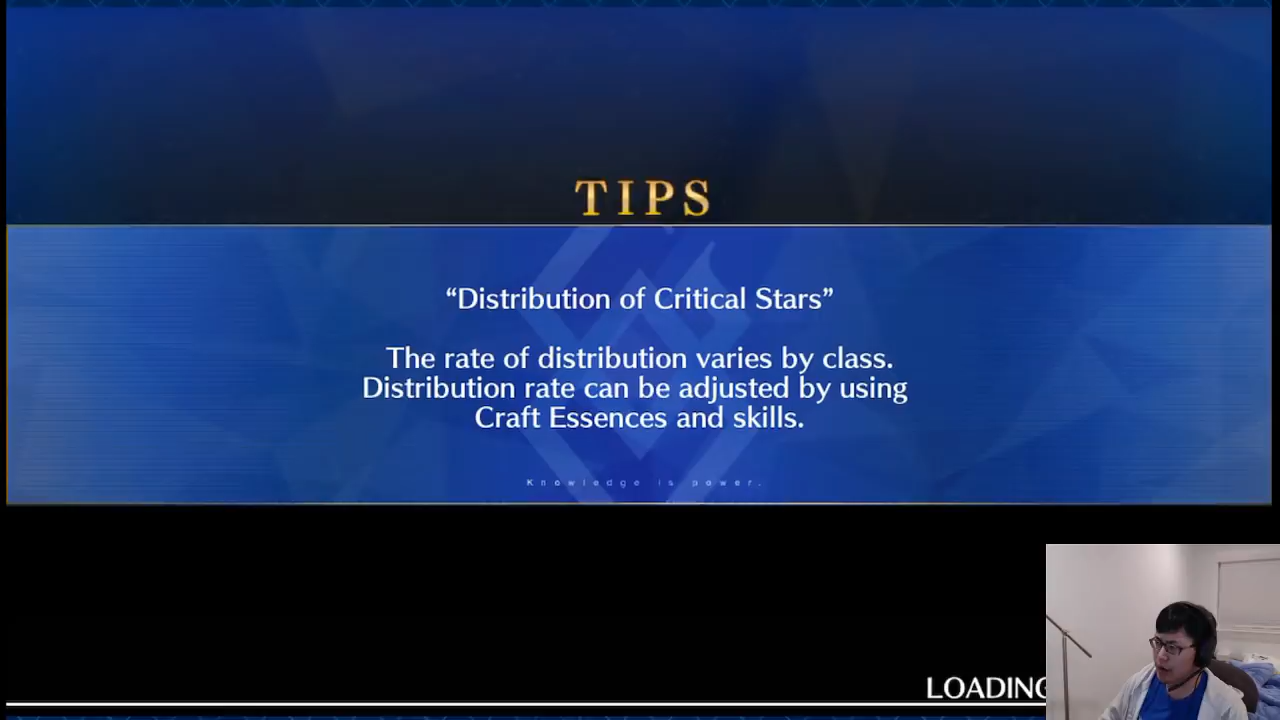 TIPS
“Distribution of Critical Stars”
The rate of distribution varies by class.
Distribution rate can be adjusted by using
Craft Essences and skills.
Knowledge is power.
LOADING